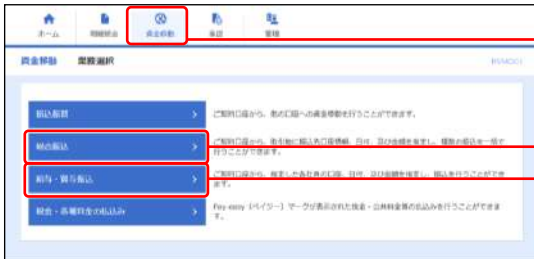 ホーム 明細照会 資金移動 承認 管理
資金移動 業務選択
振込振替
ご契約口座から、他の口座への資金移動を行うことができます。
総合振込
ご契約口座から、取引毎に振込先口座情報、日付、及び金額を指定し、複数の振込を一括で
行うことができます。
給与・賞与振込
ご契約口座から、指定した各社員の口座、日付、及び金額を指定し、振込を行うことができ
ます。
税金・各種料金の払込み
Pay-easy（ペイジー）マークが表示された税金・公共料金等の払込みを行うことができま
す。